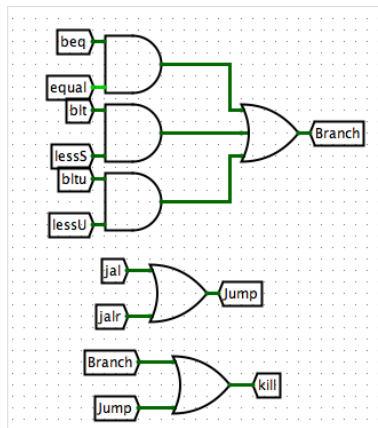 beq
equal
blt
lessS
bltu
lessU
Branch
jal
jalr
Jump
Branch
Jump
kill